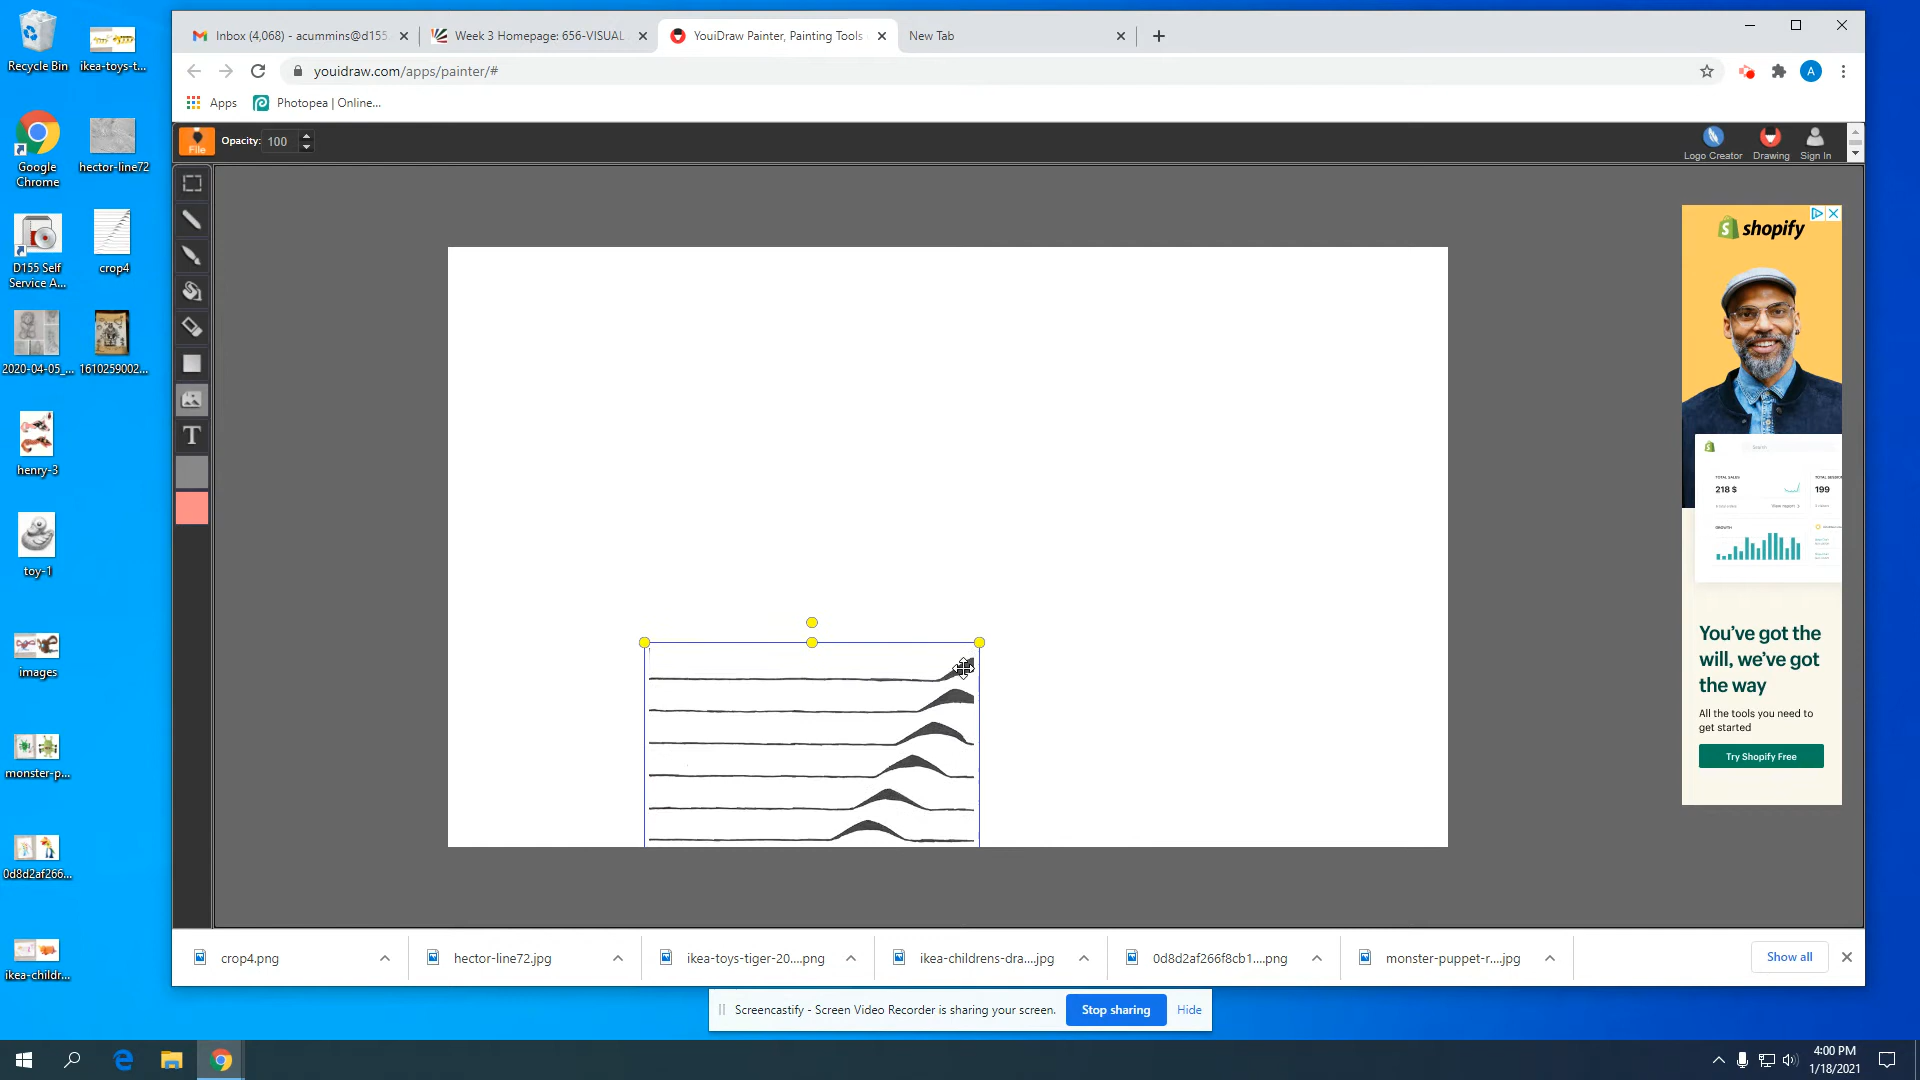 Inbox (4,068) - acummins@d155
Week 3 Homepage: 656-VISUAL
YouiDraw Painter, Painting Tools
New Tab
youidraw.com/apps/painter/#
A
Apps
Photopea | Online...
File
Opacity: 100
Logo Creator
Drawing
Sign In
Recycle Bin
ikea-toys-t...
Google Chrome
hector-line72
D155 Self Service A...
crop4
2020-04-05_...
1610259002...
henry-3
toy-1
images
monster-p...
0d8d2af266...
ikea-childr...
T
shopify
Search
TOTAL SALES
218 $
199
View report
GROWTH
You've got the
will, we've got
the way
All the tools you need to
get started
Try Shopify Free
crop4.png
hector-line72.jpg
ikea-toys-tiger-20....png
ikea-childrens-dra....jpg
0d8d2af266f8cb1....png
monster-puppet-r....jpg
Show all
Screencastify - Screen Video Recorder is sharing your screen.
Stop sharing
Hide
4:00 PM
1/18/2021